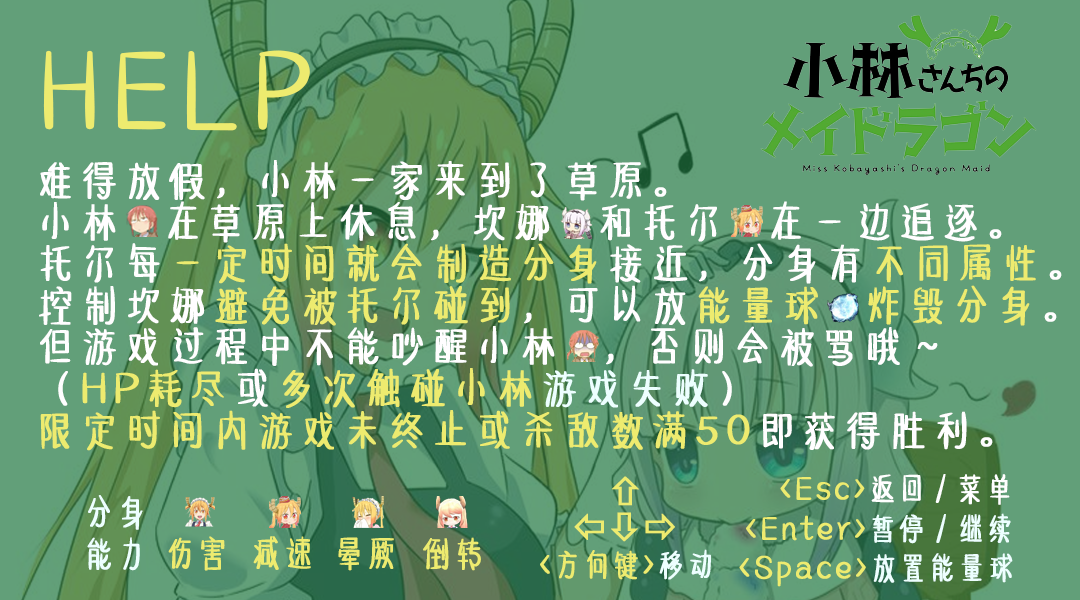 HELP
小林さんちの
メイドラゴン
Miss Kobayashi's Dragon Maid
难得放假，小林一家来到了草原。
小林在草原上休息，坎娜和托尔在一边追逐。
托尔每一定时间就会制造分身接近，分身有不同属性。
控制坎娜避免被托尔碰到，可以放能量球炸毁分身。
但游戏过程中不能吵醒小林，否则会被骂哦~
（HP耗尽或多次触碰小林游戏失败）
限定时间内游戏未终止或杀敌数满50即获得胜利。
分身
能力 伤害 减速 晕厥 倒转
<方向键>移动
<Esc>返回/菜单
<Enter>暂停/继续
<Space>放置能量球